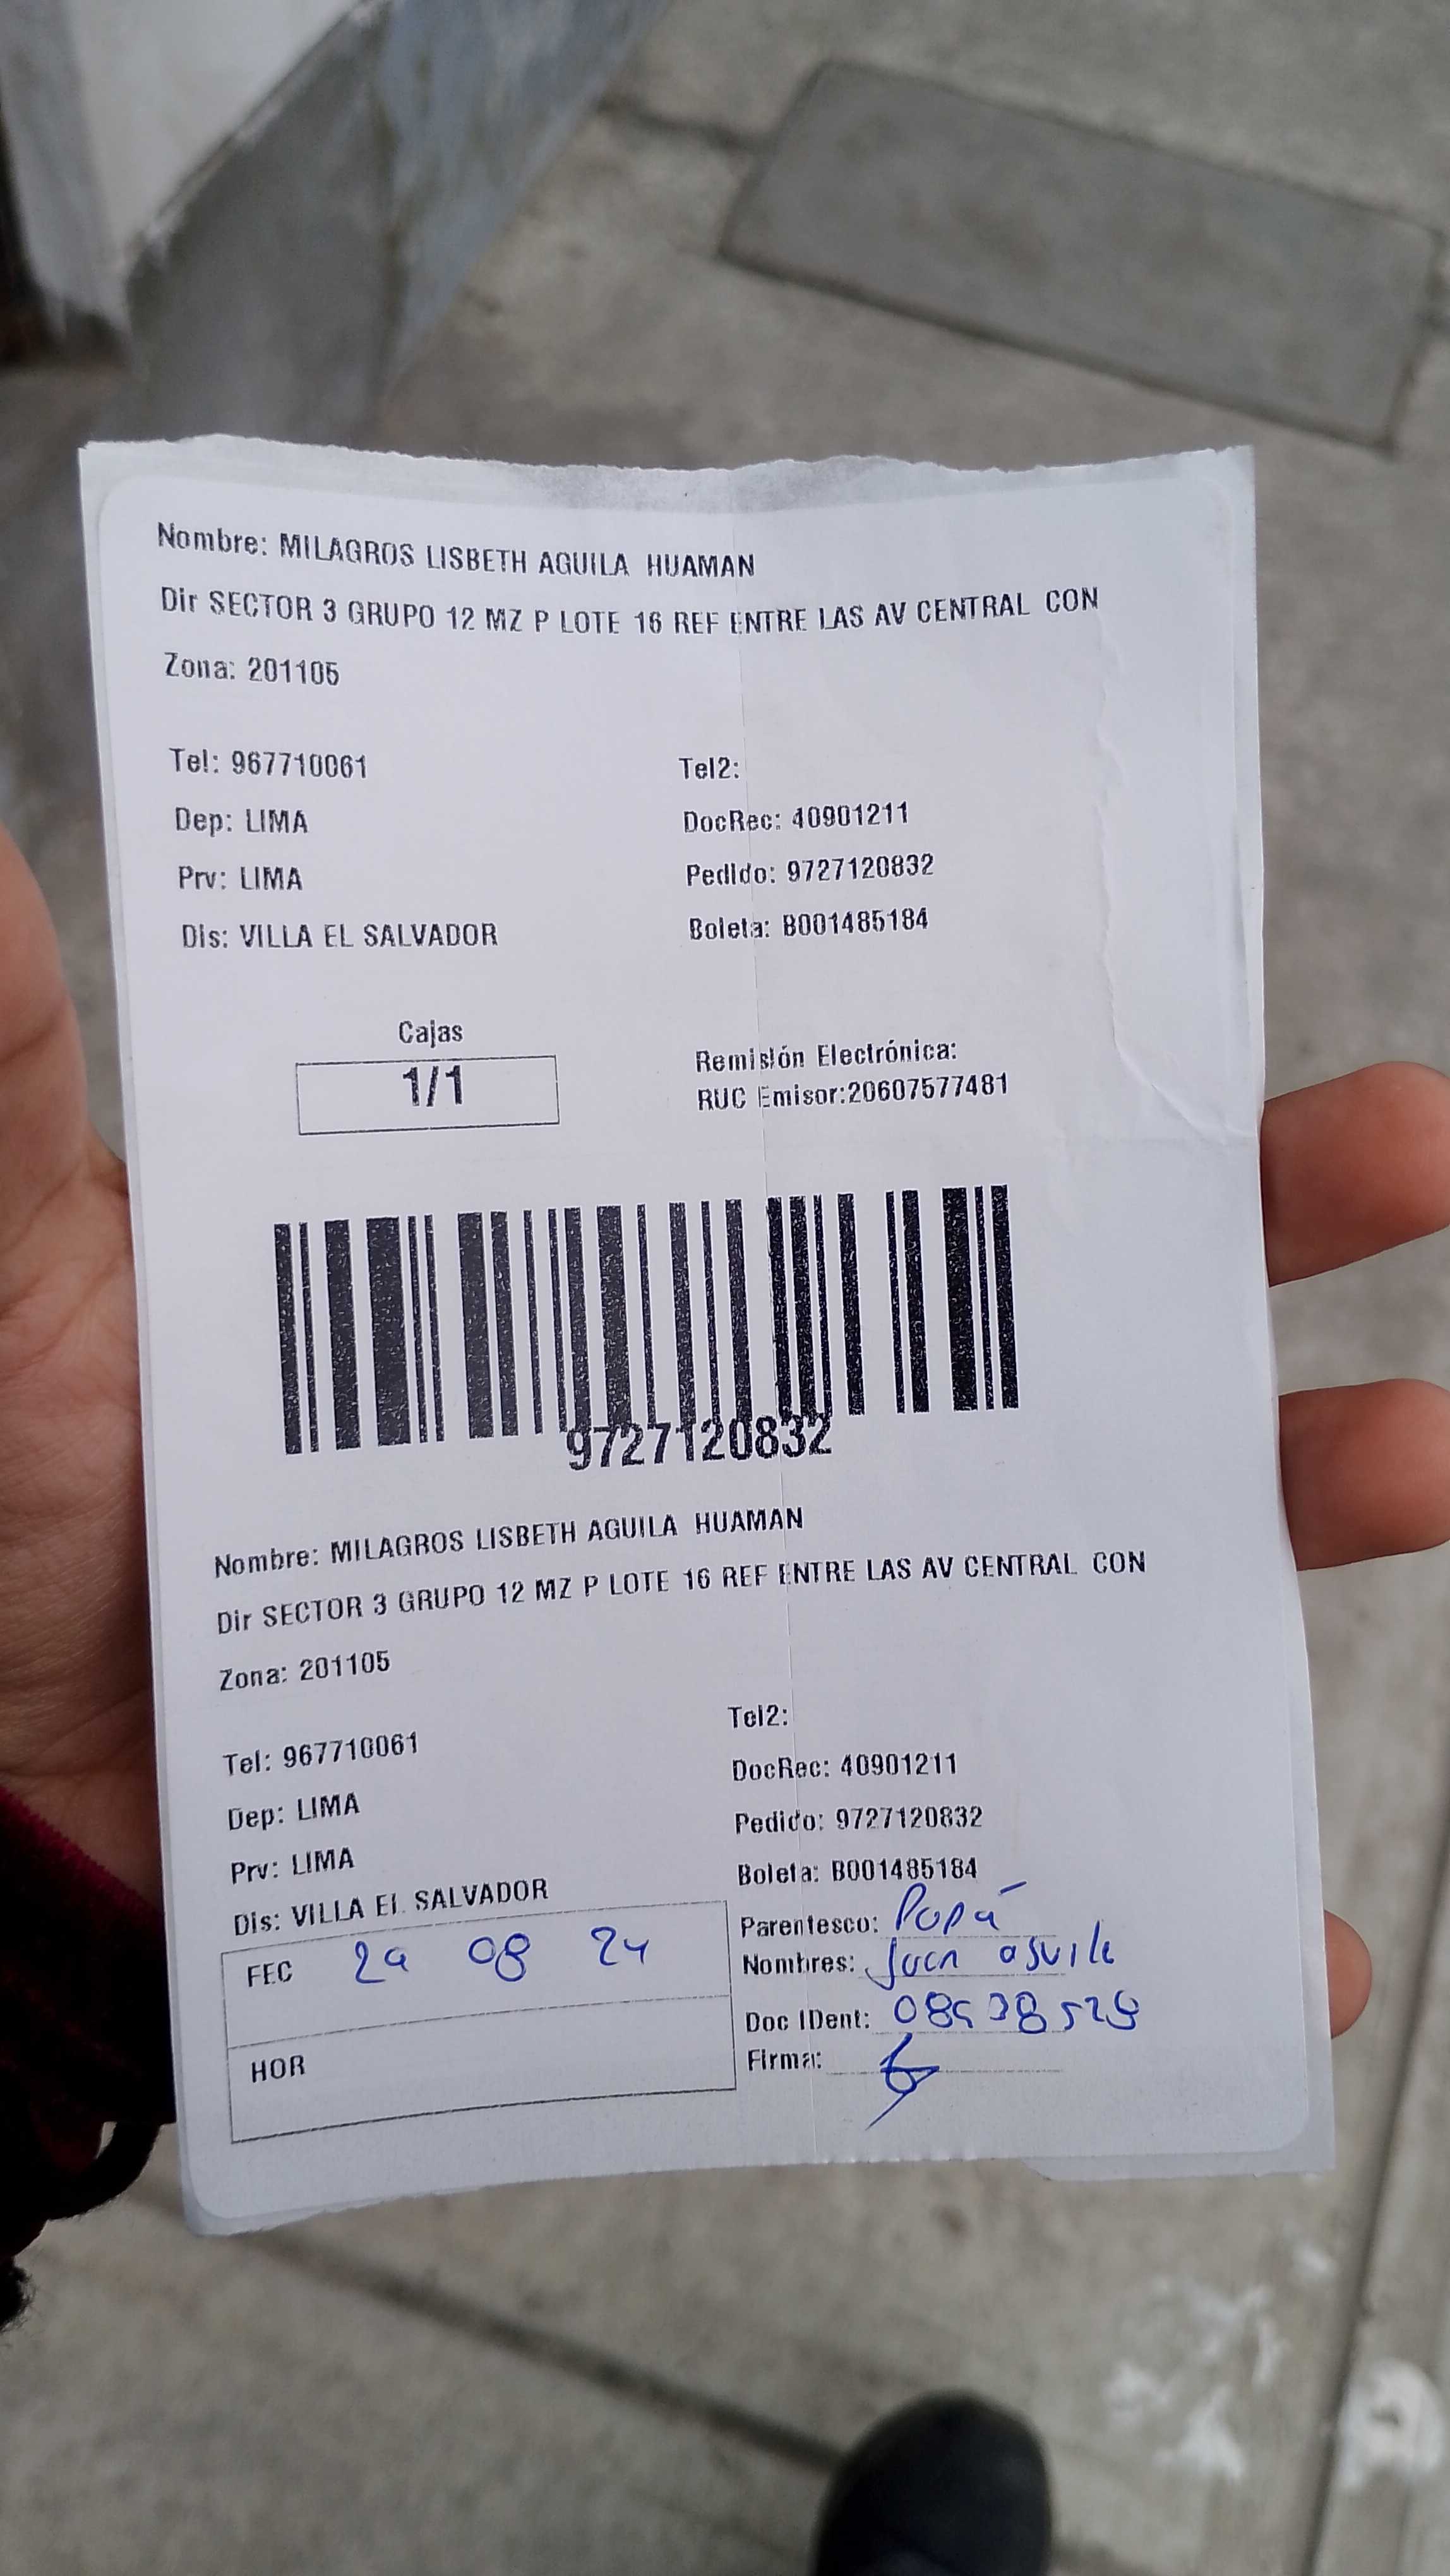 Nombre: MILAGROS LISBETH AGUILA HUAMAN
Dir SECTOR 3 GRUPO 12 MZ P LOTE 16 REF ENTRE LAS AV CENTRAL CON
Zona: 201105
Tel: 967710061 Tel2:
Dep: LIMA DocRec: 40901211
Prv: LIMA Pedido: 9727120832
Dis: VILLA EL SALVADOR Boleta: B001485184
Cajas
1/1
Remisión Electrónica:
RUC Emisor:20607577481
9727120832
Nombre: MILAGROS LISBETH AGUILA HUAMAN
Dir SECTOR 3 GRUPO 12 MZ P LOTE 16 REF ENTRE LAS AV CENTRAL CON
Zona: 201105
Tel: 967710061 Tel2:
Dep: LIMA DocRec: 40901211
Prv: LIMA Pedido: 9727120832
Dis: VILLA EL SALVADOR Boleta: B001485184
FEC 08 24
HOR
Parentesco: Papá
Nombres: Juan
Doc IDent:
Firma: